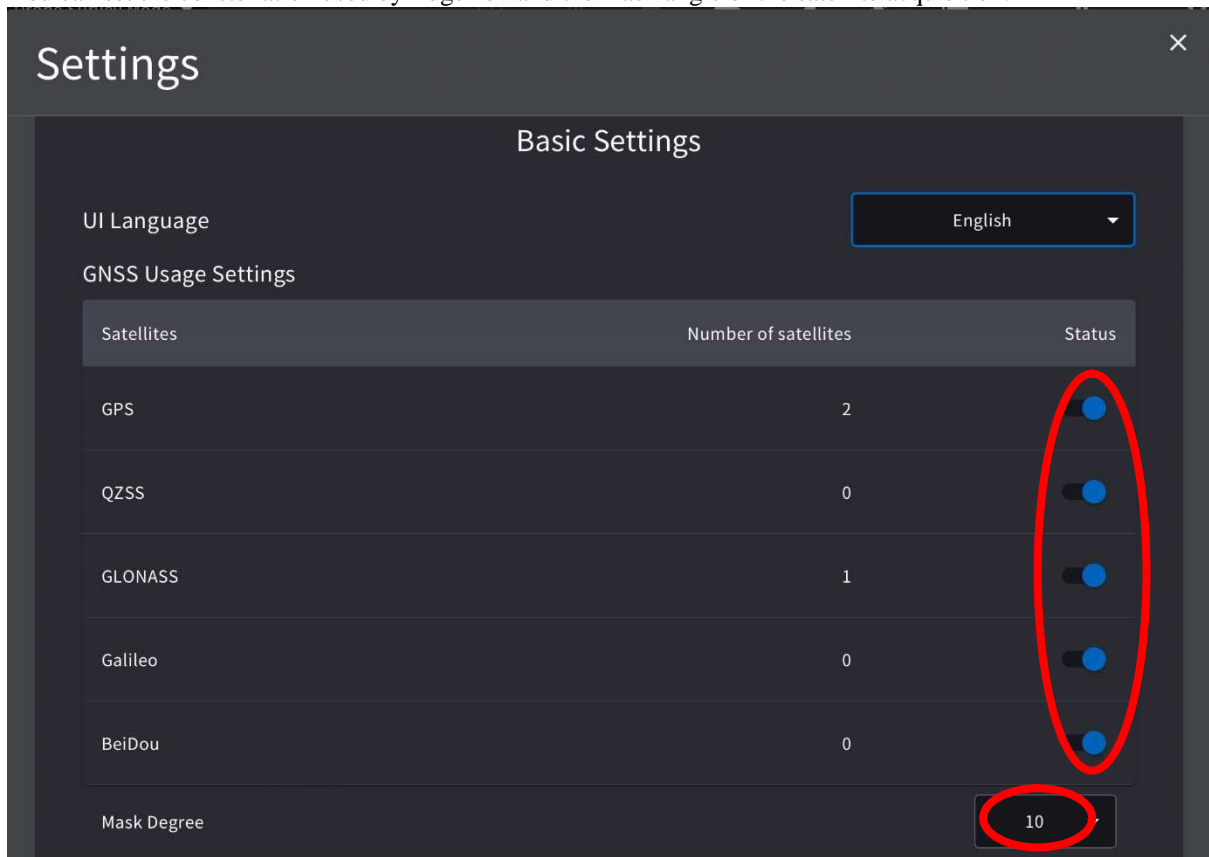 Settings
Basic Settings
UI Language English
GNSS Usage Settings
Satellites Number of satellites Status
GPS 2
QZSS 0
GLONASS 1
Galileo 0
BeiDou 0
Mask Degree 10